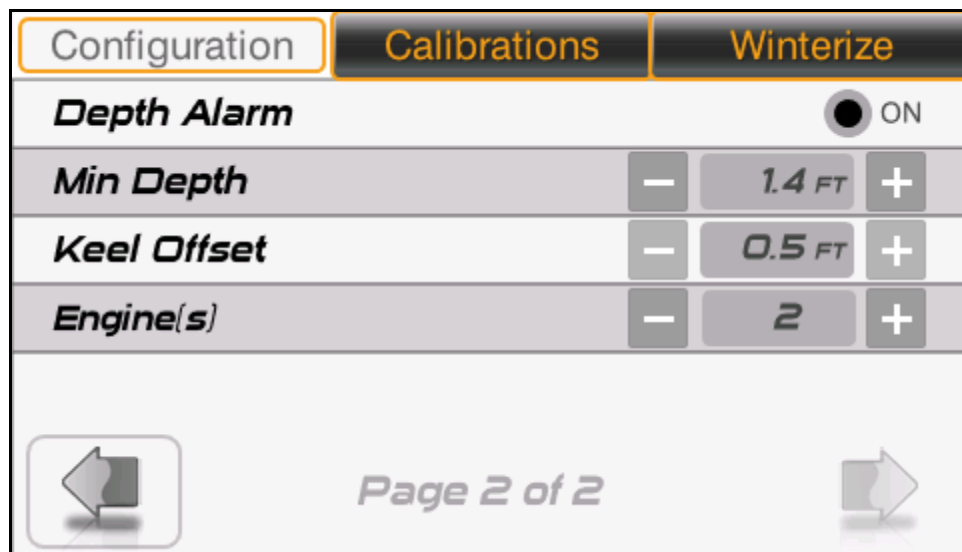 Configuration Calibrations Winterize
Depth Alarm ON
Min Depth − 1.4 FT +
Keel Offset − 0.5 FT +
Engine(s) − 2 +
Page 2 of 2